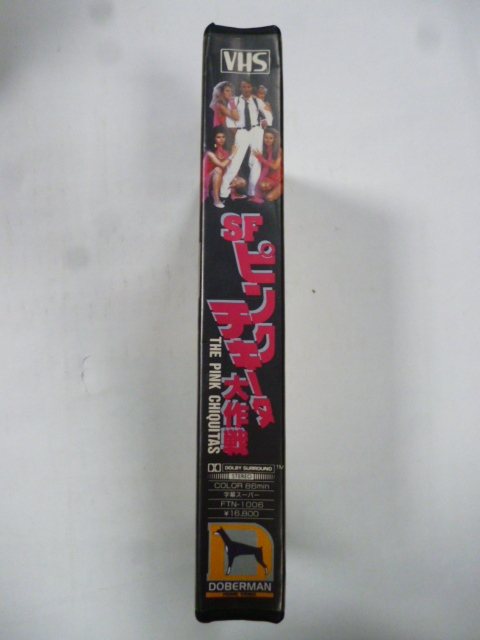 VHS
SFピンク・チキータ大作戦
THE PINK CHIQUITAS
DOLBY SURROUND TM
STEREO
COLOR 86min
字幕スーパー
FTN-1006
¥16,800
DOBERMAN